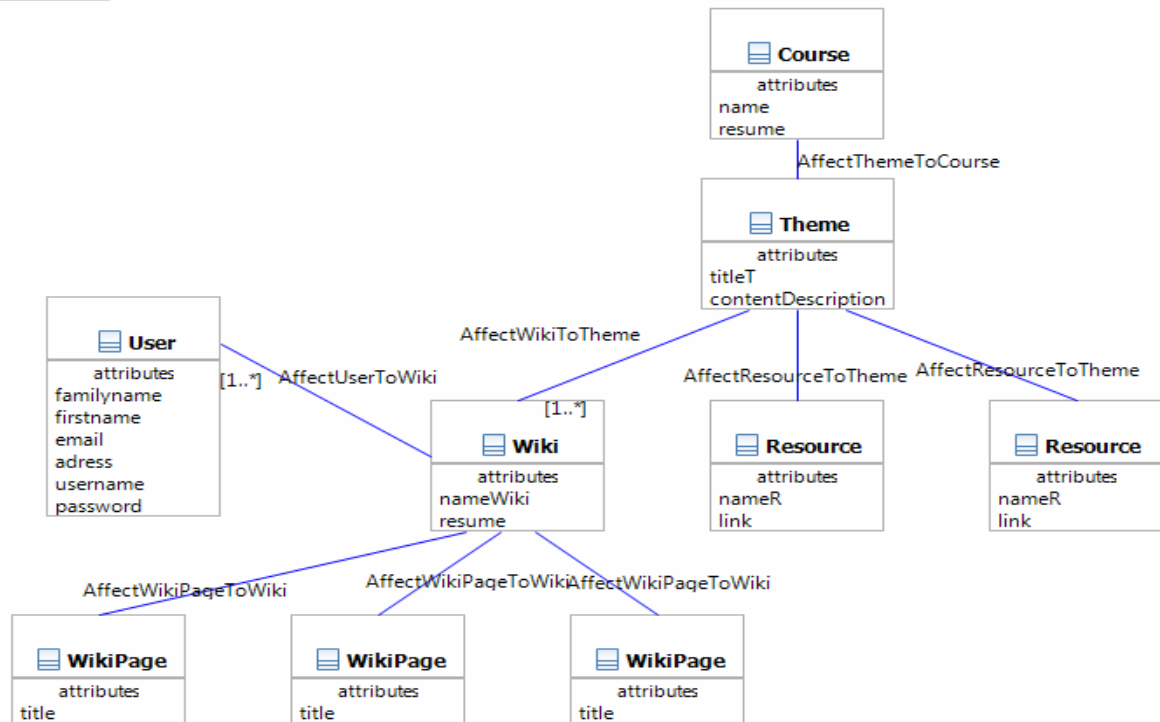 Course
attributes
name
resume
AffectThemeToCourse
Theme
attributes
titleT
contentDescription
AffectWikiToTheme
AffectResourceToTheme
AffectResourceToTheme
User
attributes
familyname
firstname
email
adress
username
password
[1..*]
AffectUserToWiki
[1..*]
Wiki
attributes
nameWiki
resume
Resource
attributes
nameR
link
Resource
attributes
nameR
link
AffectWikiPageToWiki
AffectWikiPageToWiki
AffectWikiPageToWiki
WikiPage
attributes
title
WikiPage
attributes
title
WikiPage
attributes
title